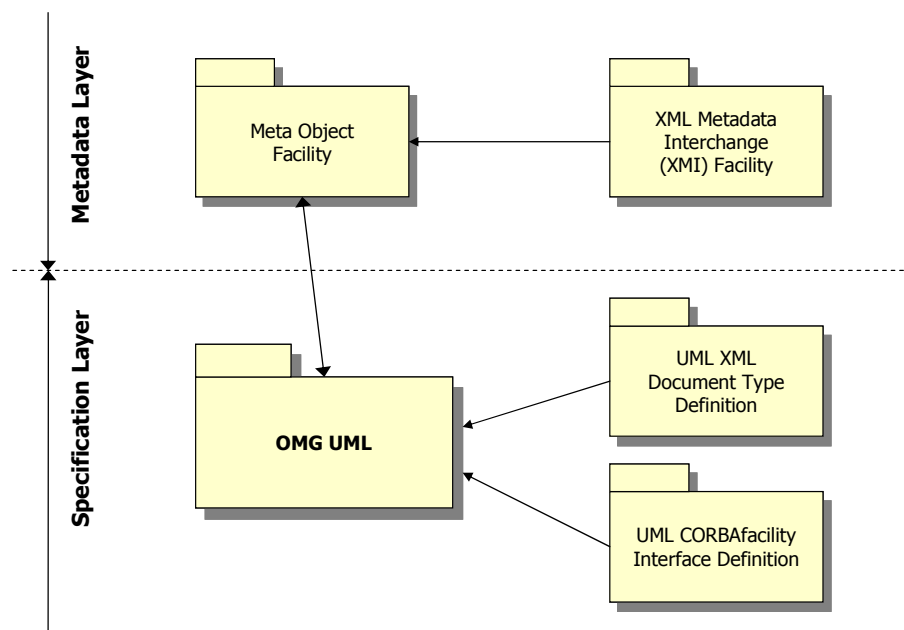 Metadata Layer
Meta Object
Facility
XML Metadata
Interchange
(XMI) Facility
Specification Layer
OMG UML
UML XML
Document Type
Definition
UML CORBAfacility
Interface Definition